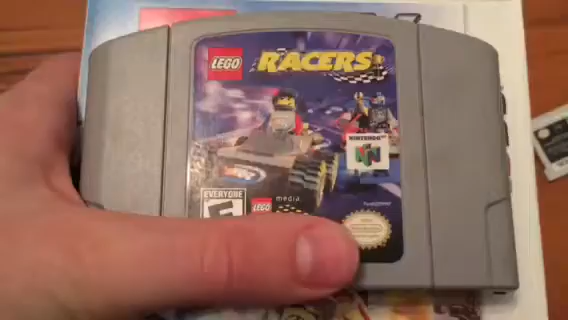 LEGO RACERS
NINTENDO 64
N
EVERYONE
E
LEGO media